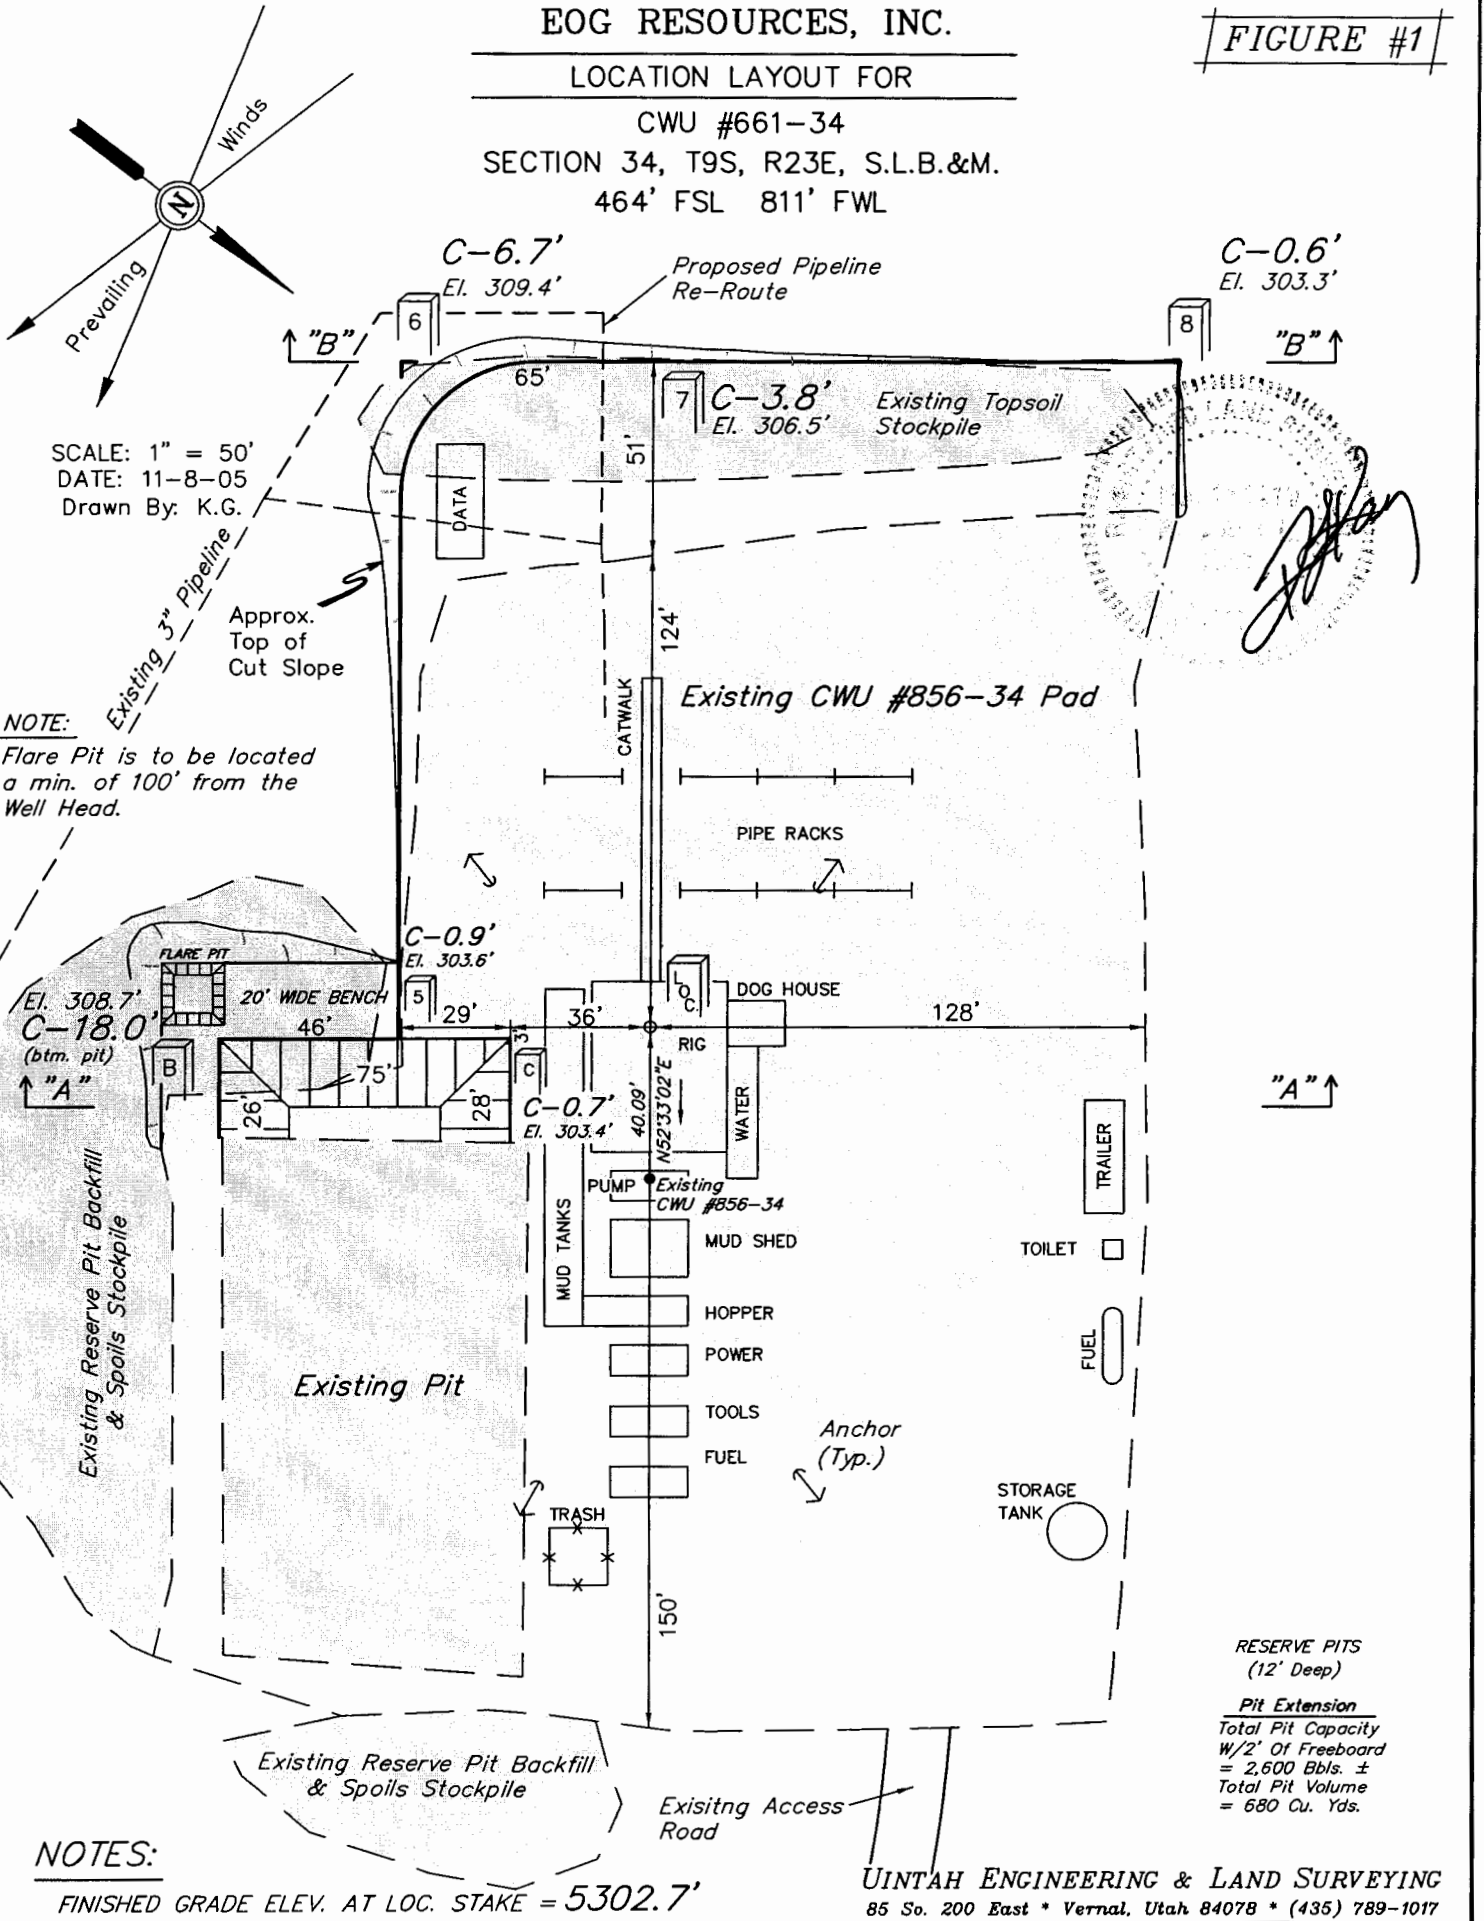 EOG RESOURCES, INC.
FIGURE #1
LOCATION LAYOUT FOR
CWU #661-34
SECTION 34, T9S, R23E, S.L.B.&M.
464' FSL 811' FWL
Winds
N
Prevailing
C-6.7'
El. 309.4'
Proposed Pipeline
Re-Route
C-0.6'
El. 303.3'
6
8
"B"
"B"
65'
7
C-3.8'
El. 306.5'
Existing Topsoil
Stockpile
51'
SCALE: 1" = 50'
DATE: 11-8-05
Drawn By: K.G.
DATA
Existing 3" Pipeline
Approx.
Top of
Cut Slope
124'
CATWALK
Existing CWU #856-34 Pad
NOTE:
Flare Pit is to be located
a min. of 100' from the
Well Head.
PIPE RACKS
C-0.9'
El. 303.6'
FLARE PIT
El. 308.7'
C-18.0'
(btm. pit)
20' WIDE BENCH
46'
5
29'
3'
36'
LOC.
DOG HOUSE
128'
RIG
B
"A"
75'
C
"A"
26'
28'
C-0.7'
El. 303.4'
40.09'
N52°33'02"E
WATER
TRAILER
PUMP
Existing
CWU #856-34
MUD TANKS
MUD SHED
TOILET
HOPPER
FUEL
POWER
Existing Reserve Pit Backfill
& Spoils Stockpile
Existing Pit
TOOLS
FUEL
Anchor
(Typ.)
STORAGE
TANK
TRASH
150'
RESERVE PITS
(12' Deep)
Pit Extension
Total Pit Capacity
W/2' Of Freeboard
= 2,600 Bbls. ±
Total Pit Volume
= 680 Cu. Yds.
Existing Reserve Pit Backfill
& Spoils Stockpile
Exisitng Access
Road
NOTES:
FINISHED GRADE ELEV. AT LOC. STAKE = 5302.7'
UINTAH ENGINEERING & LAND SURVEYING
85 So. 200 East * Vernal, Utah 84078 * (435) 789-1017